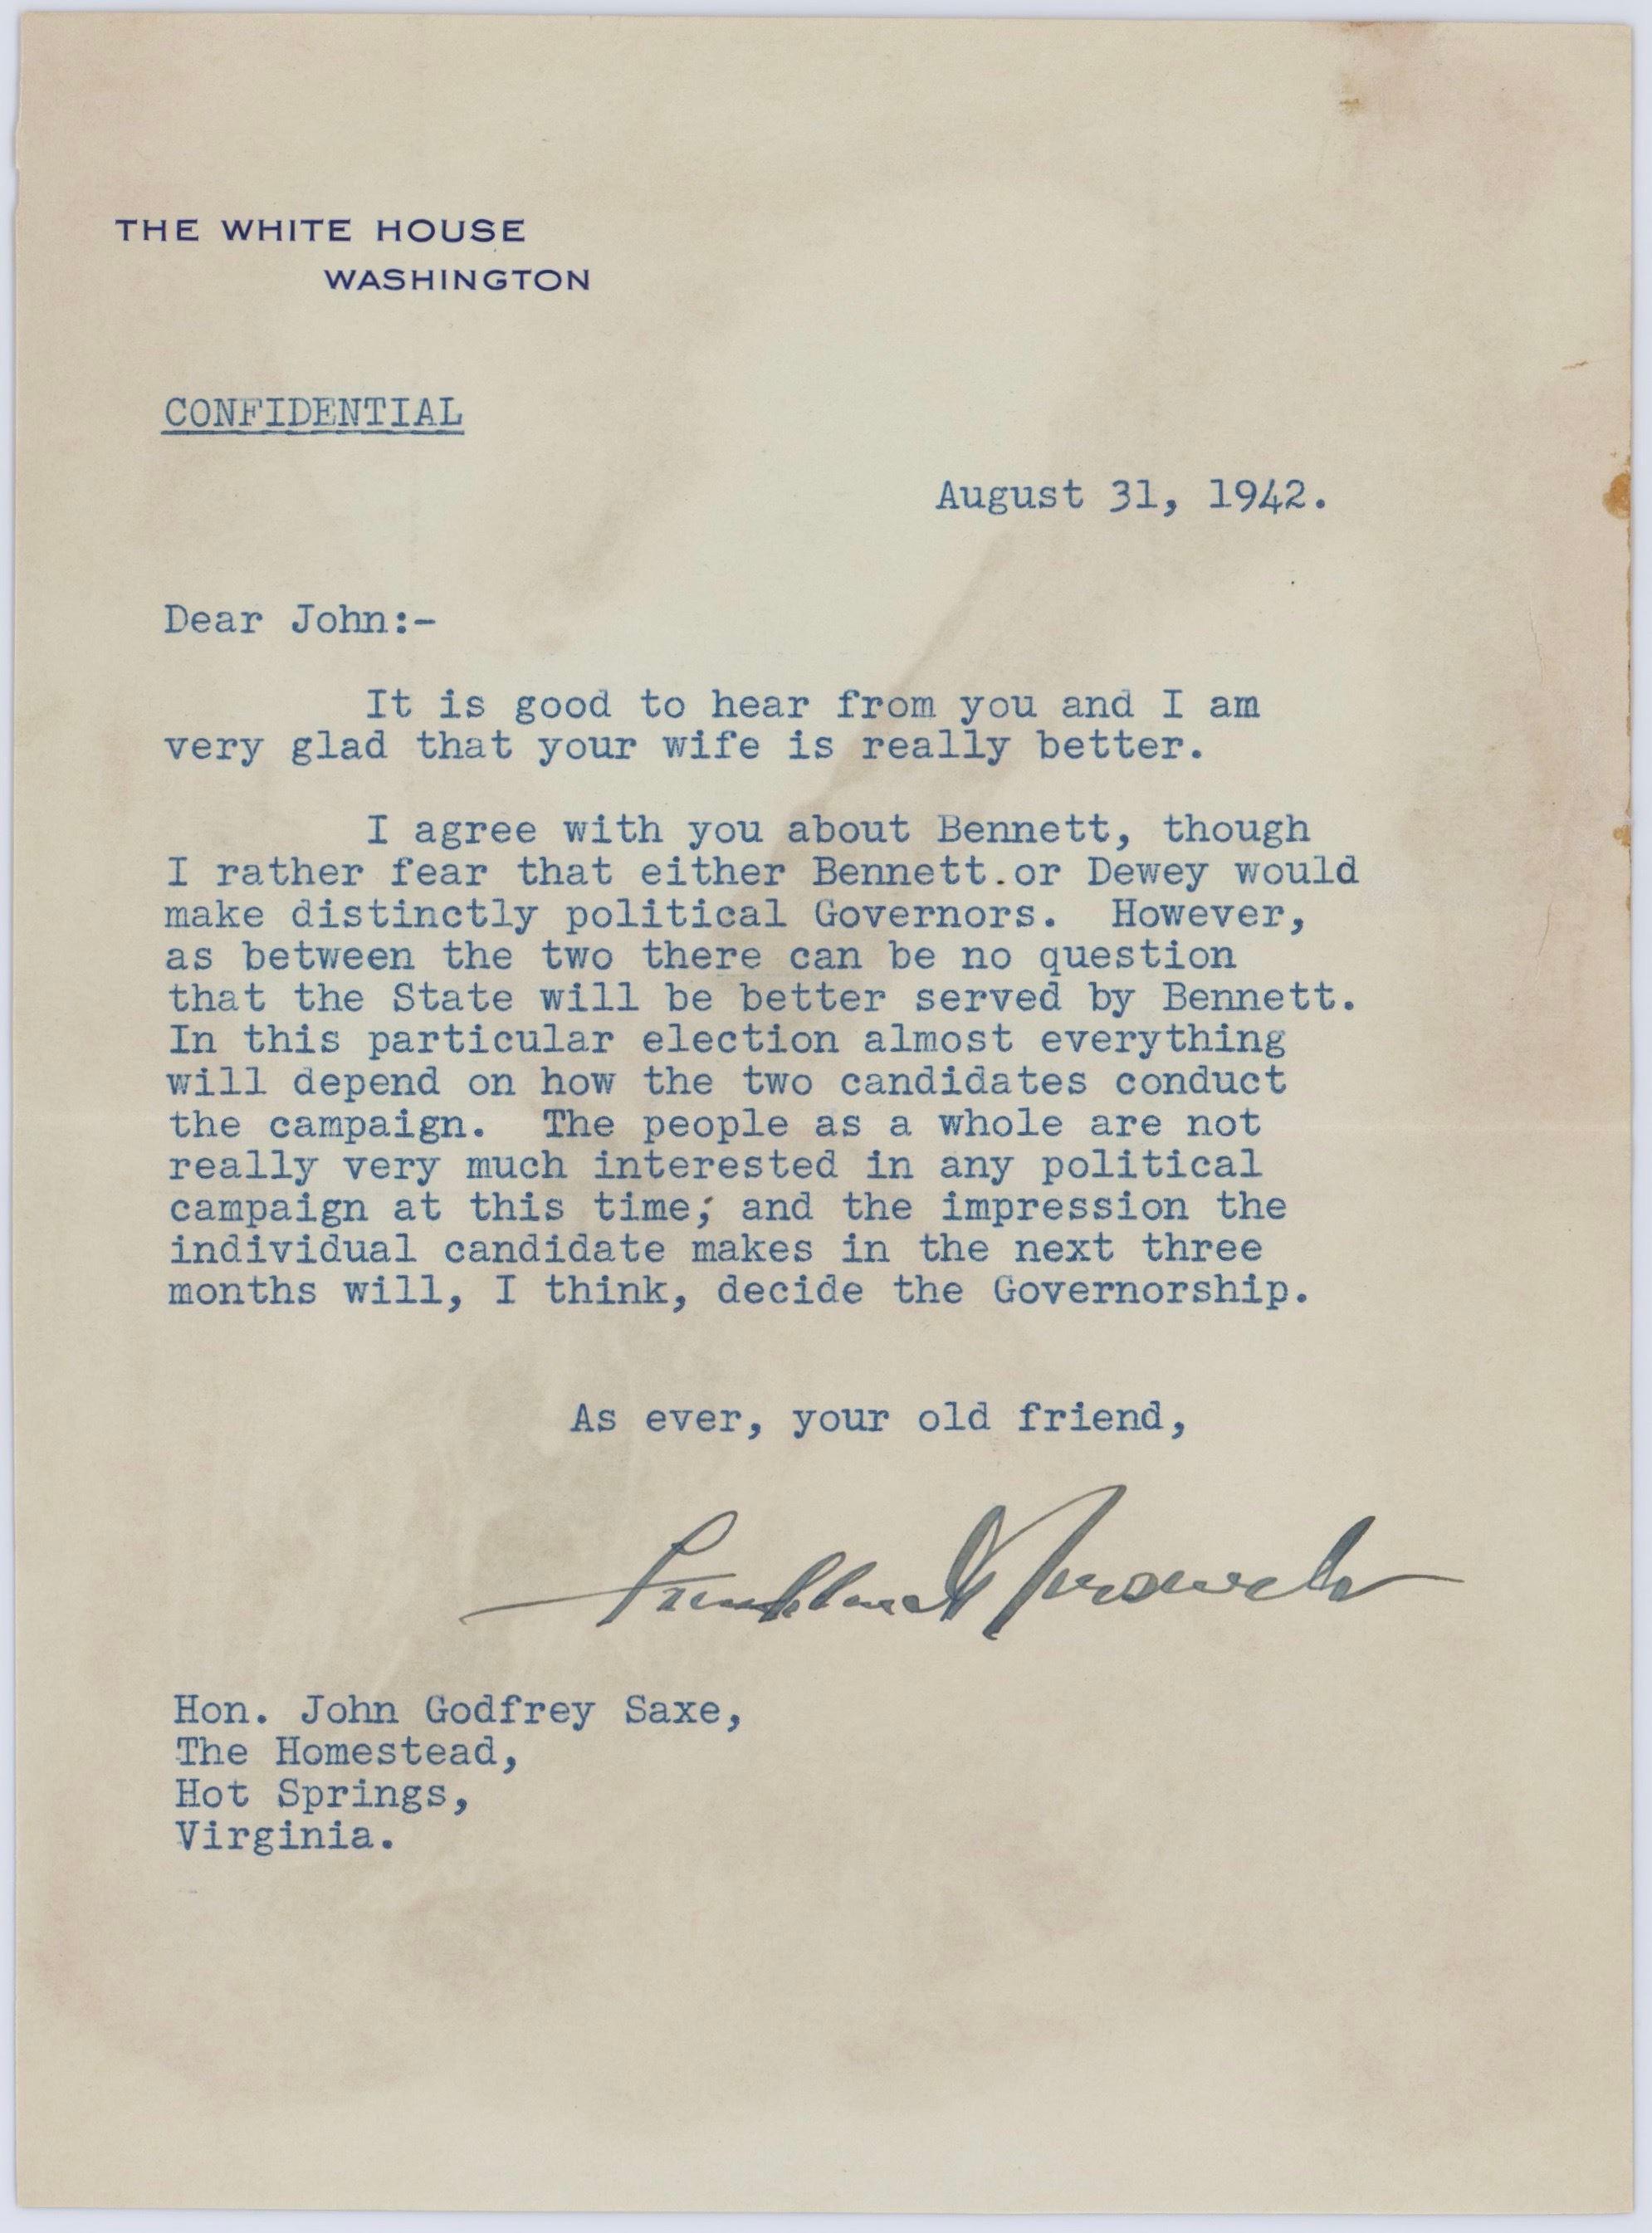 THE WHITE HOUSE
WASHINGTON
CONFIDENTIAL
August 31, 1942.
Dear John:-
It is good to hear from you and I am
very glad that your wife is really better.
I agree with you about Bennett, though
I rather fear that either Bennett.or Dewey would
make distinctly political Governors. However,
as between the two there can be no question
that the State will be better served by Bennett.
In this particular election almost everything
will depend on how the two candidates conduct
the campaign. The people as a whole are not
really very much interested in any political
campaign at this time; and the impression the
individual candidate makes in the next three
months will, I think, decide the Governorship.
As ever, your old friend,
Franklin D Roosevelt
Hon. John Godfrey Saxe,
The Homestead,
Hot Springs,
Virginia.